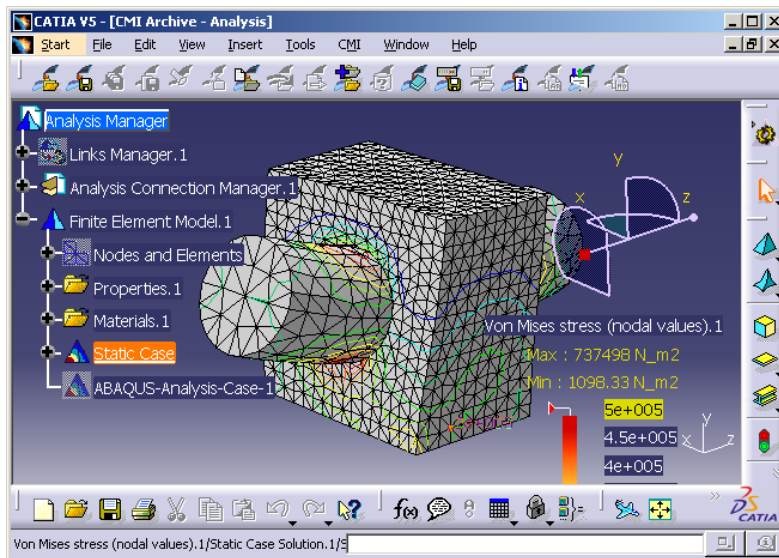 CATIA V5 - [CMI Archive - Analysis]
Start File Edit View Insert Tools CMI Window Help
Analysis Manager
Links Manager.1
Analysis Connection Manager.1
Finite Element Model.1
Nodes and Elements
Properties.1
Materials.1
Static Case
ABAQUS-Analysis-Case-1
y
x
z
Von Mises stress (nodal values).1
Max : 737498 N_m2
Min : 1098.33 N_m2
5e+005
4.5e+005
4e+005
y
x
z
f(x)
CATIA
Von Mises stress (nodal values).1/Static Case Solution.1/S